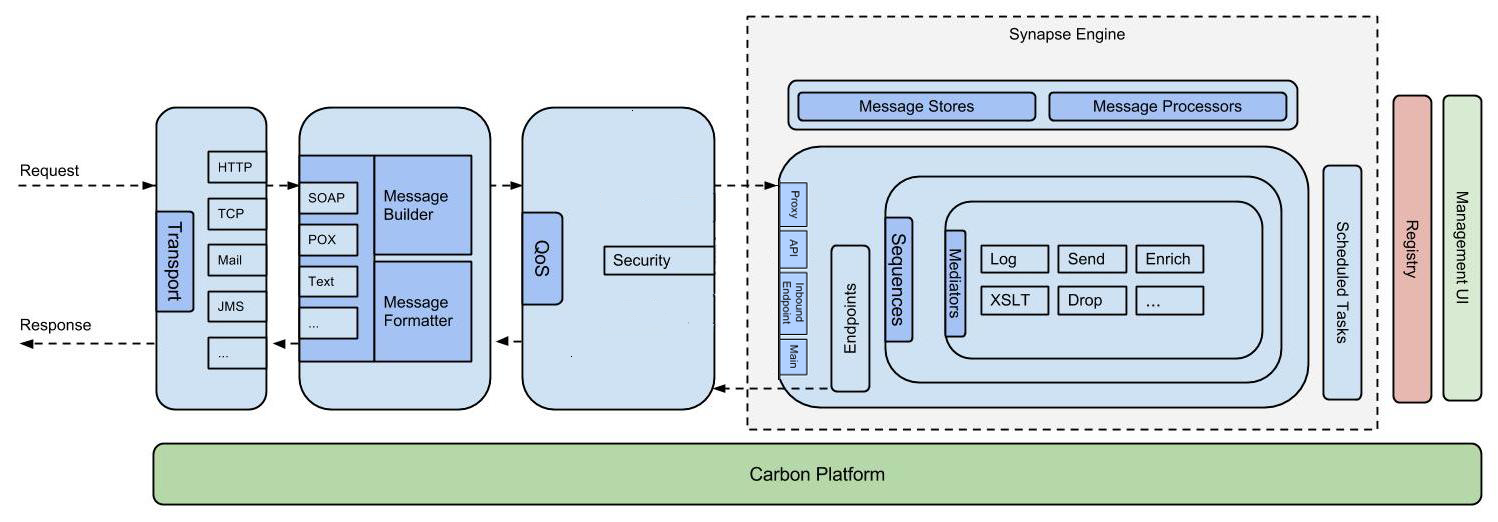 Synapse Engine
Message Stores
Message Processors
Request
Response
Transport
HTTP
TCP
Mail
JMS
...
SOAP
POX
Text
...
Message
Builder
Message
Formatter
QoS
Security
Proxy
API
Inbound
Endpoint
Main
Endpoints
Sequences
Mediators
Log
Send
Enrich
XSLT
Drop
...
Scheduled Tasks
Registry
Management UI
Carbon Platform